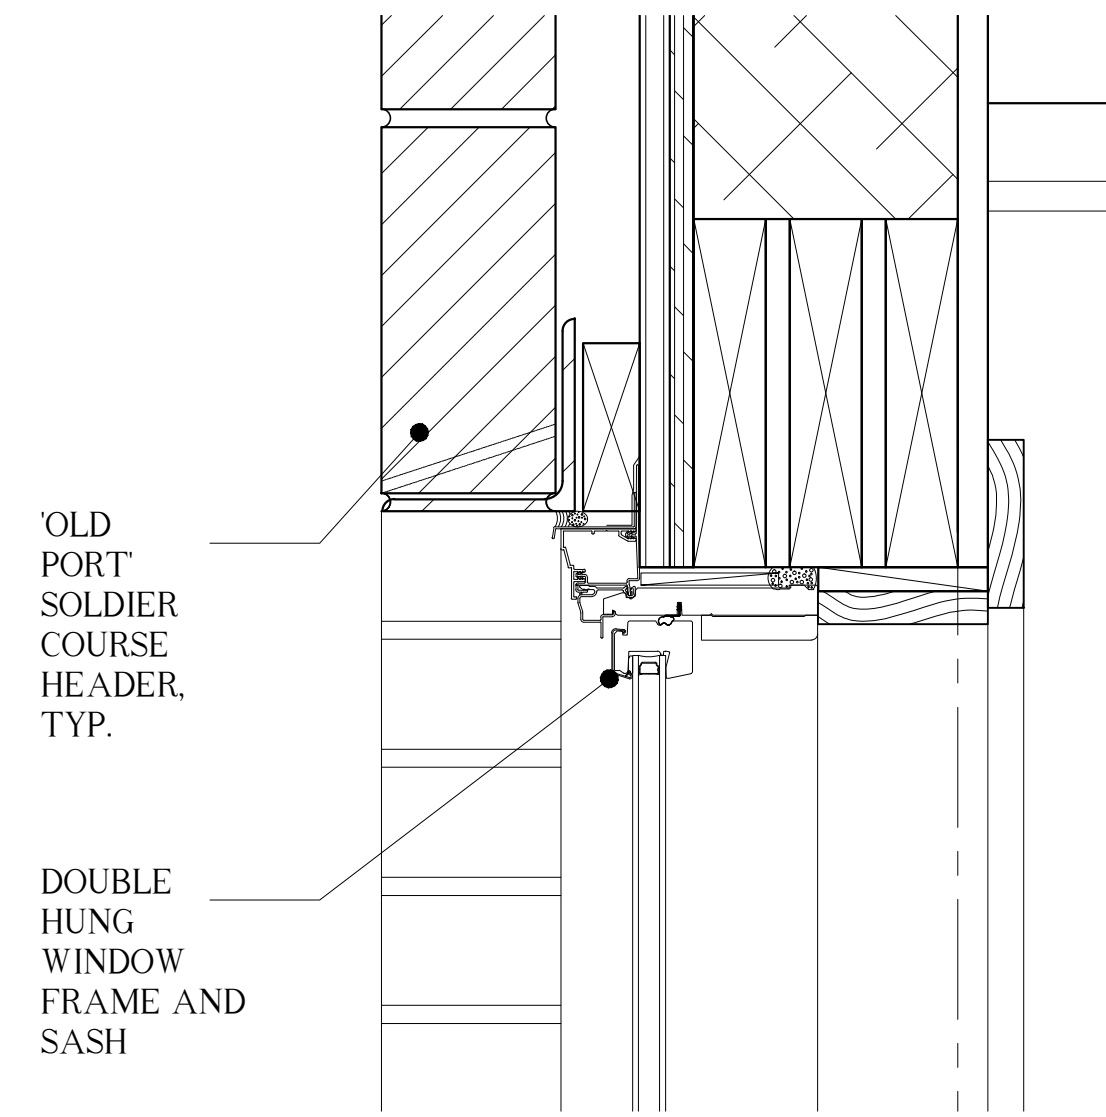 'OLD
PORT'
SOLDIER
COURSE
HEADER,
TYP.
DOUBLE
HUNG
WINDOW
FRAME AND
SASH